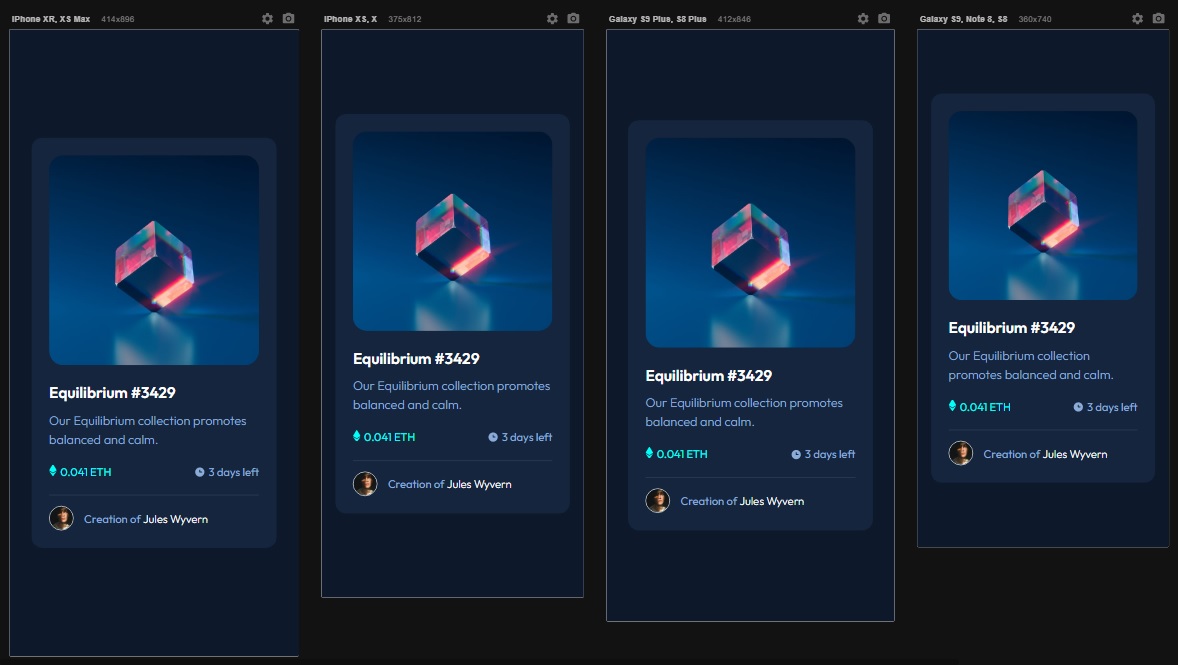 iPhone XR, XS Max 414x896
Equilibrium #3429
Our Equilibrium collection promotes
balanced and calm.
0.041 ETH 3 days left
Creation of Jules Wyvern
iPhone XS, X 375x812
Equilibrium #3429
Our Equilibrium collection promotes
balanced and calm.
0.041 ETH 3 days left
Creation of Jules Wyvern
Galaxy S9 Plus, S8 Plus 412x846
Equilibrium #3429
Our Equilibrium collection promotes
balanced and calm.
0.041 ETH 3 days left
Creation of Jules Wyvern
Galaxy S9, Note 8, S8 360x740
Equilibrium #3429
Our Equilibrium collection
promotes balanced and calm.
0.041 ETH 3 days left
Creation of Jules Wyvern